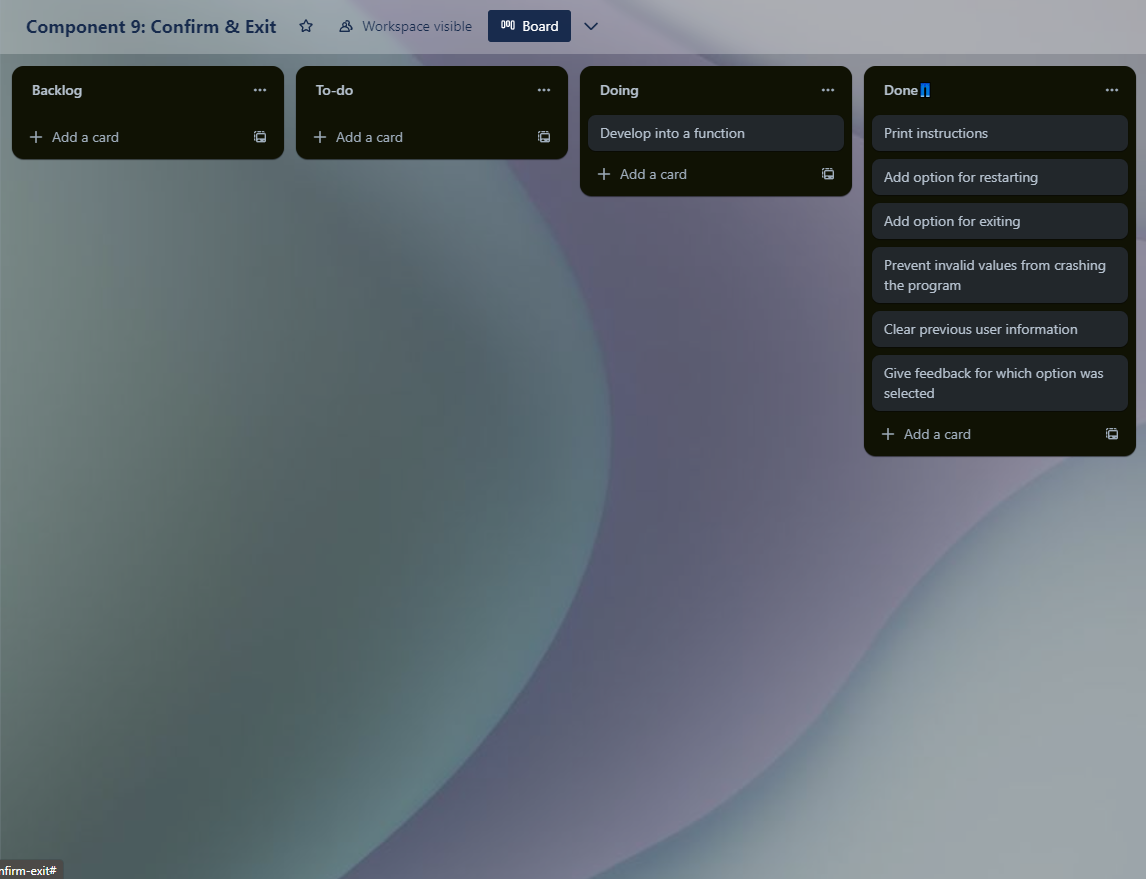 Component 9: Confirm & Exit
Workspace visible
Board
Backlog
Add a card
To-do
Add a card
Doing
Develop into a function
Add a card
Done👖
Print instructions
Add option for restarting
Add option for exiting
Prevent invalid values from crashing
the program
Clear previous user information
Give feedback for which option was
selected
Add a card
nfirm-exit#